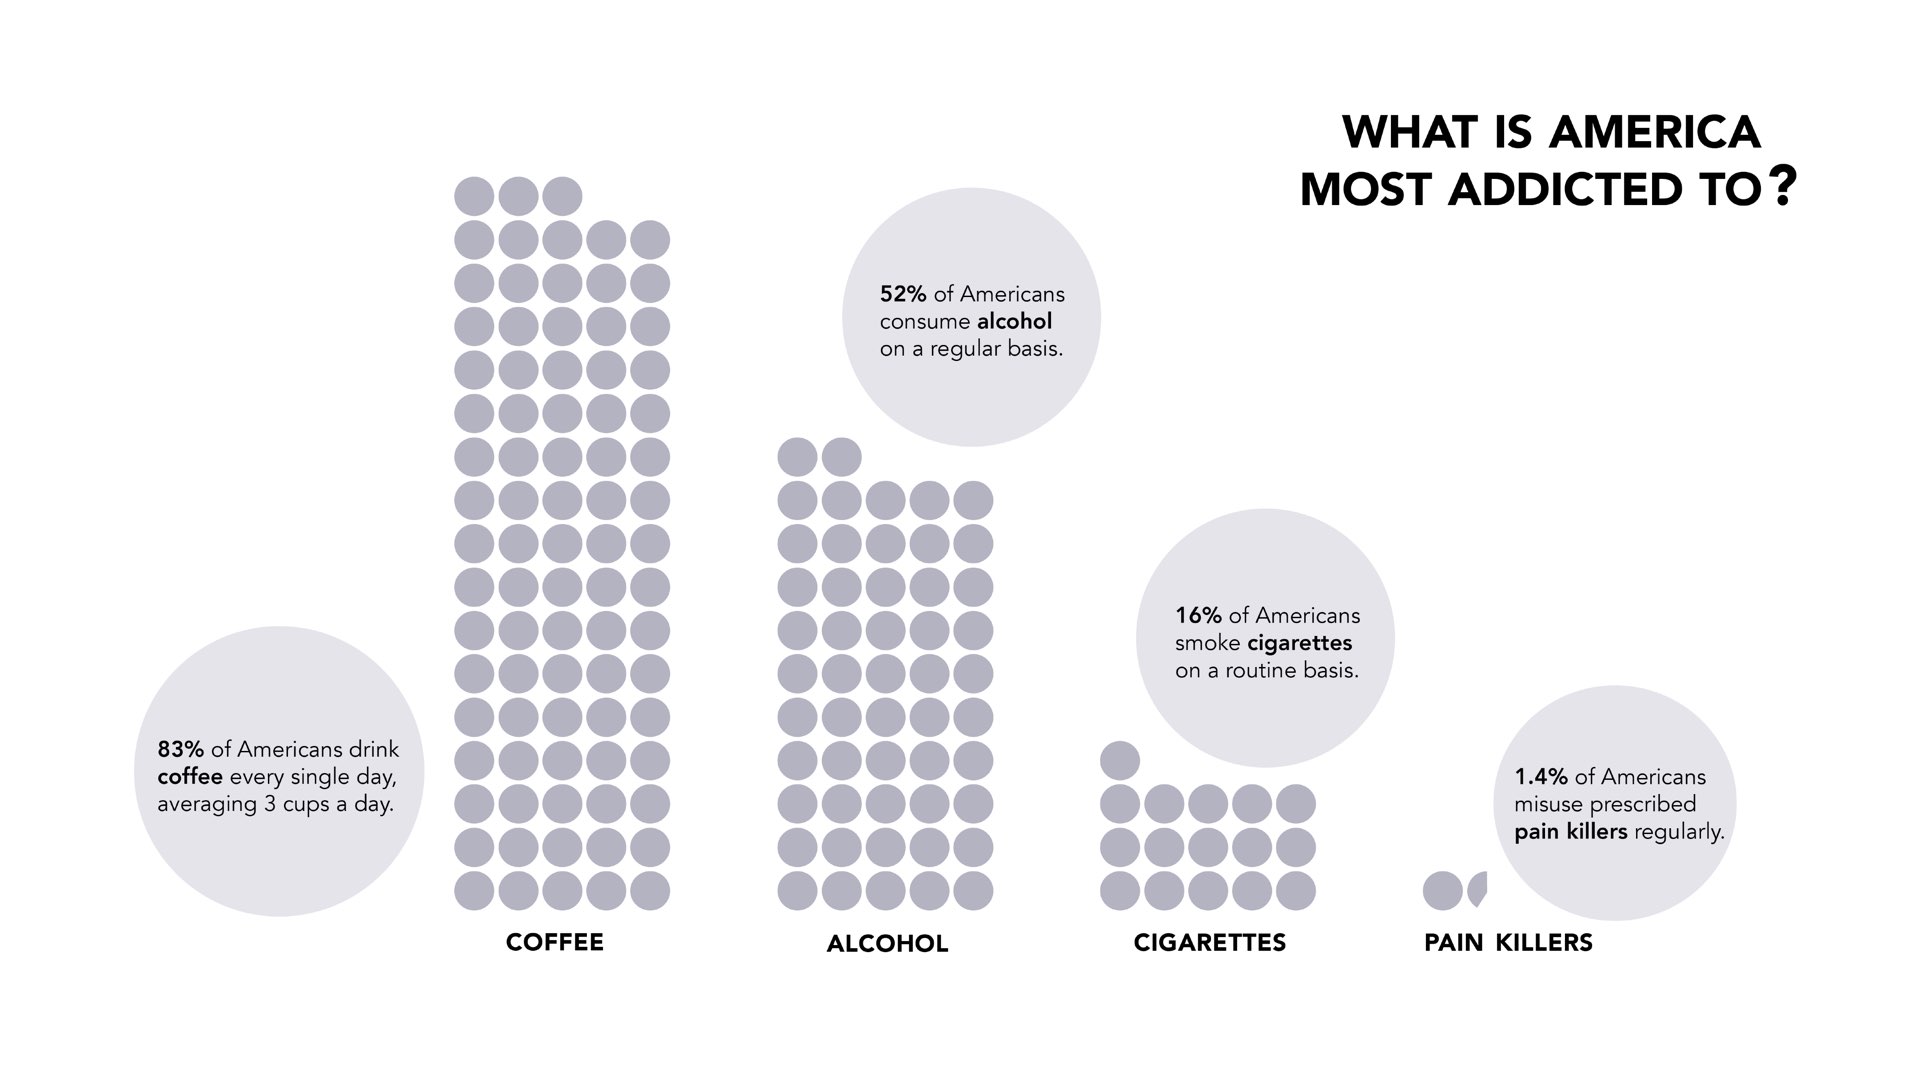 WHAT IS AMERICA
MOST ADDICTED TO?
83% of Americans drink
coffee every single day,
averaging 3 cups a day.
52% of Americans
consume alcohol
on a regular basis.
16% of Americans
smoke cigarettes
on a routine basis.
1.4% of Americans
misuse prescribed
pain killers regularly.
COFFEE
ALCOHOL
CIGARETTES
PAIN KILLERS